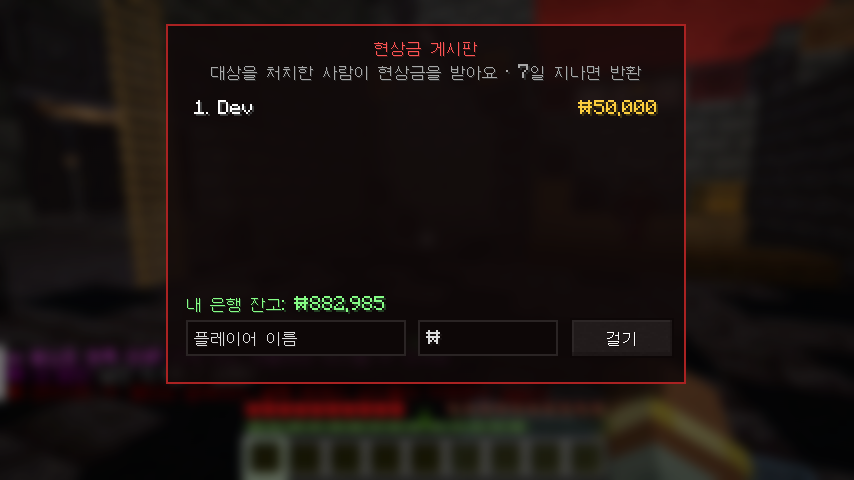 현상금 게시판
대상을 처치한 사람이 현상금을 받아요 · 7일 지나면 반환
1. Dev ₩50,000
내 은행 잔고: ₩882,985
플레이어 이름 ₩ 걸기